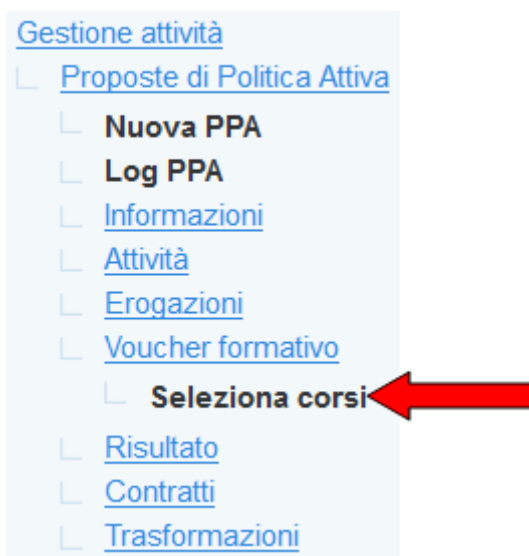 Gestione attività
Proposte di Politica Attiva
Nuova PPA
Log PPA
Informazioni
Attività
Erogazioni
Voucher formativo
Seleziona corsi
Risultato
Contratti
Trasformazioni